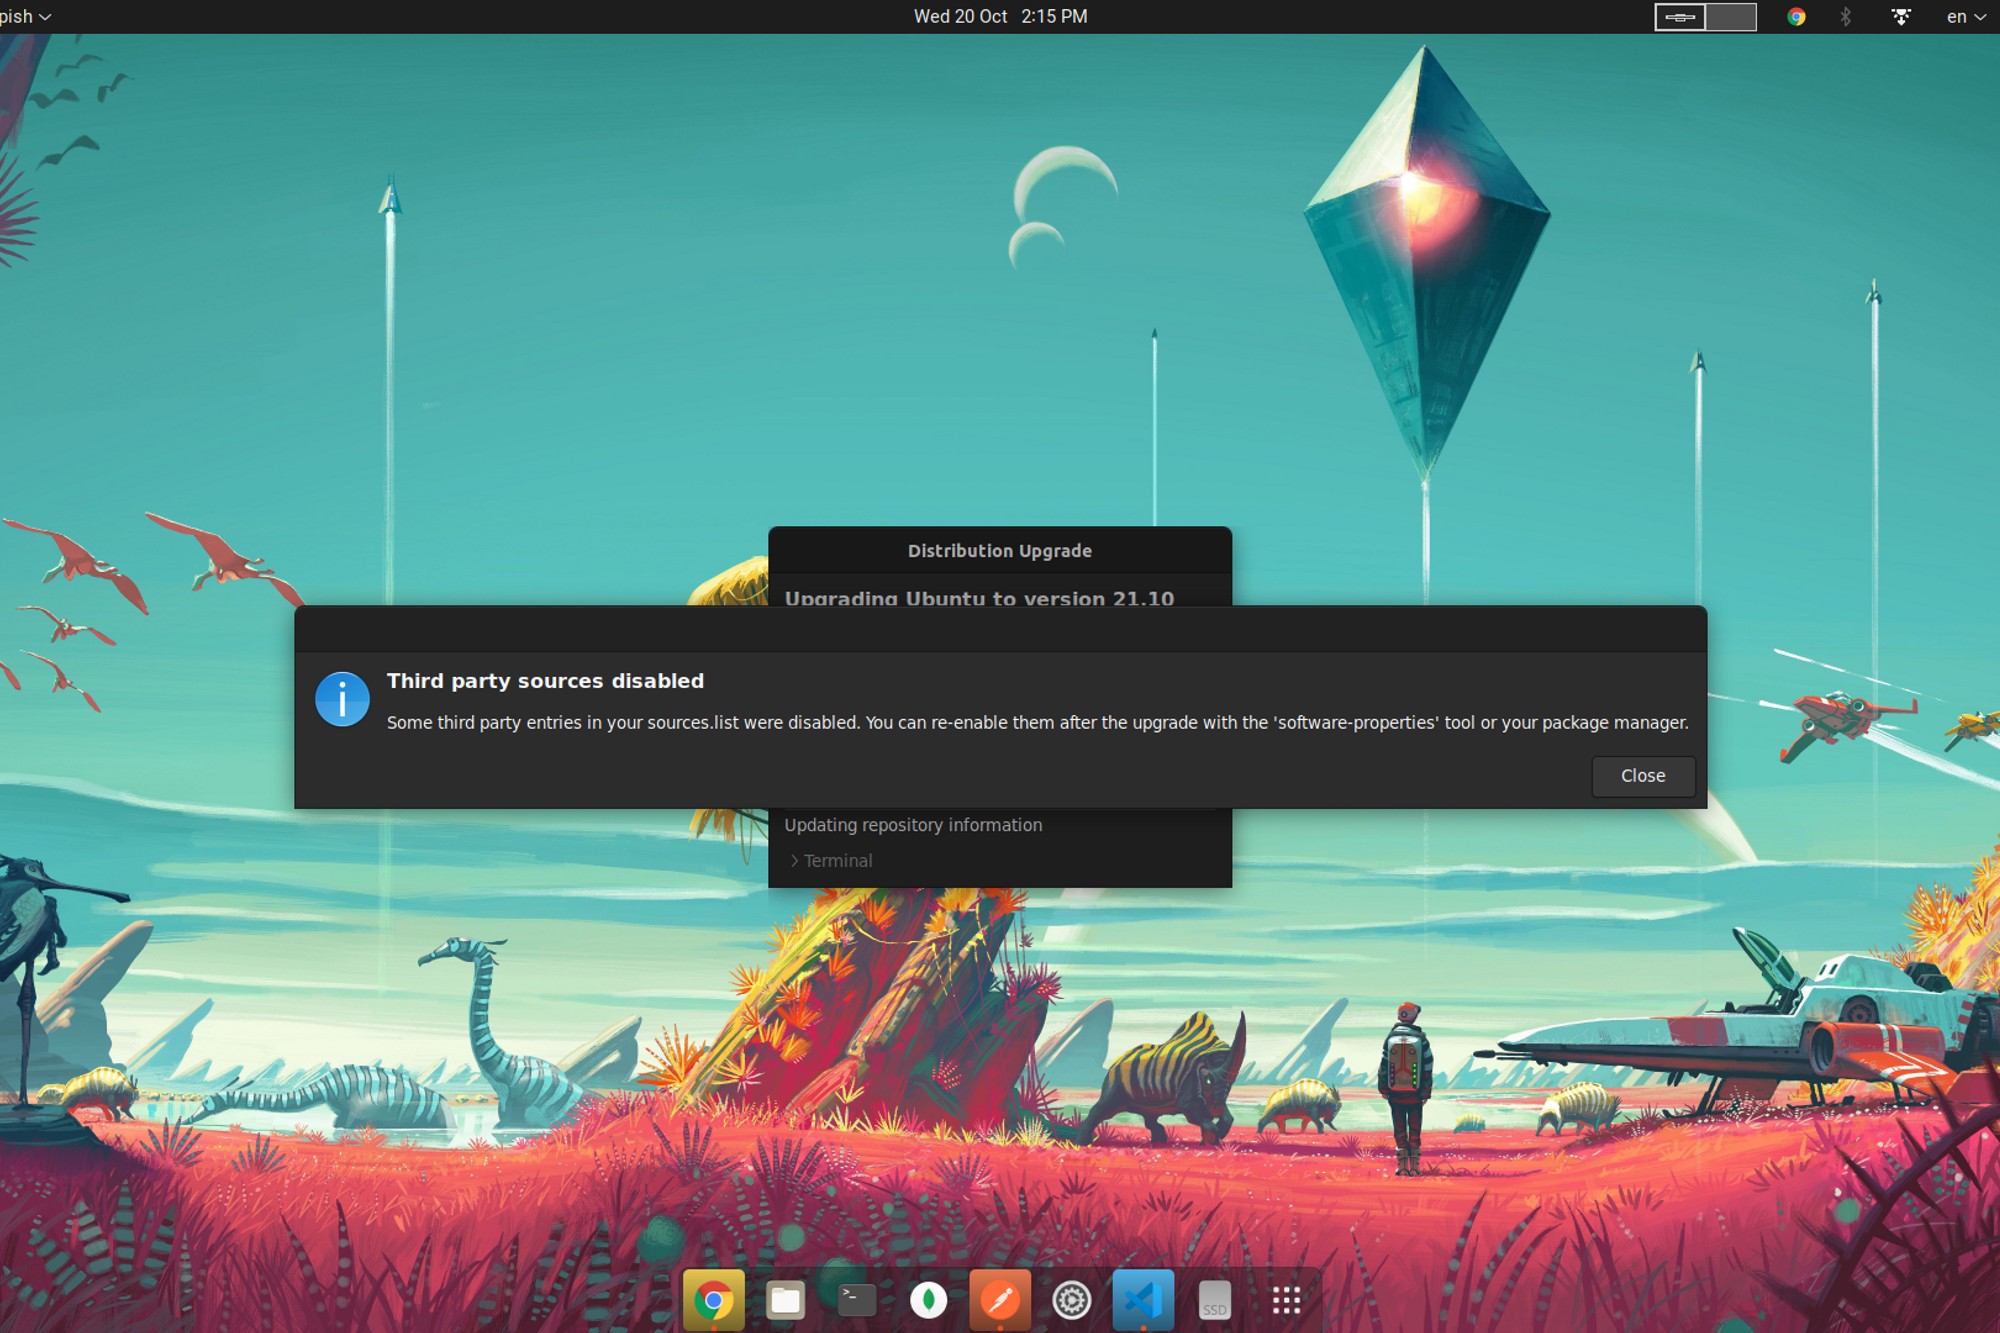 pish
Wed 20 Oct 2:15 PM
en
Distribution Upgrade
Upgrading Ubuntu to version 21.10
Third party sources disabled
Some third party entries in your sources.list were disabled. You can re-enable them after the upgrade with the 'software-properties' tool or your package manager.
Close
Updating repository information
Terminal
>_
SSD